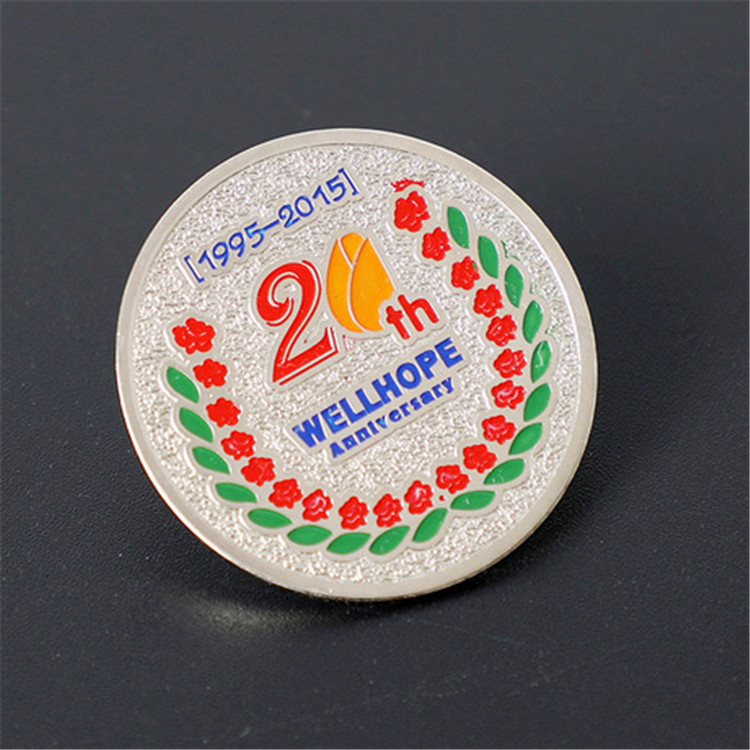 [1995-2015]
20th
WELLHOPE
Anniversary